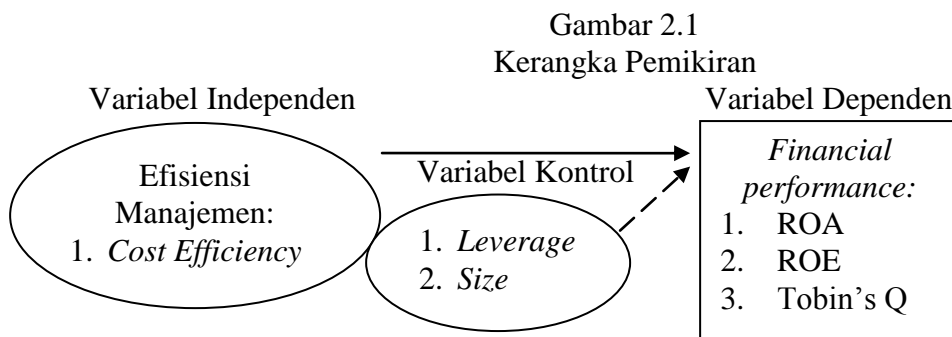 Gambar 2.1
Kerangka Pemikiran
Variabel Independen
Variabel Dependen
Efisiensi
Manajemen:
1. Cost Efficiency
Variabel Kontrol
1. Leverage
2. Size
Financial
performance:
1. ROA
2. ROE
3. Tobin's Q